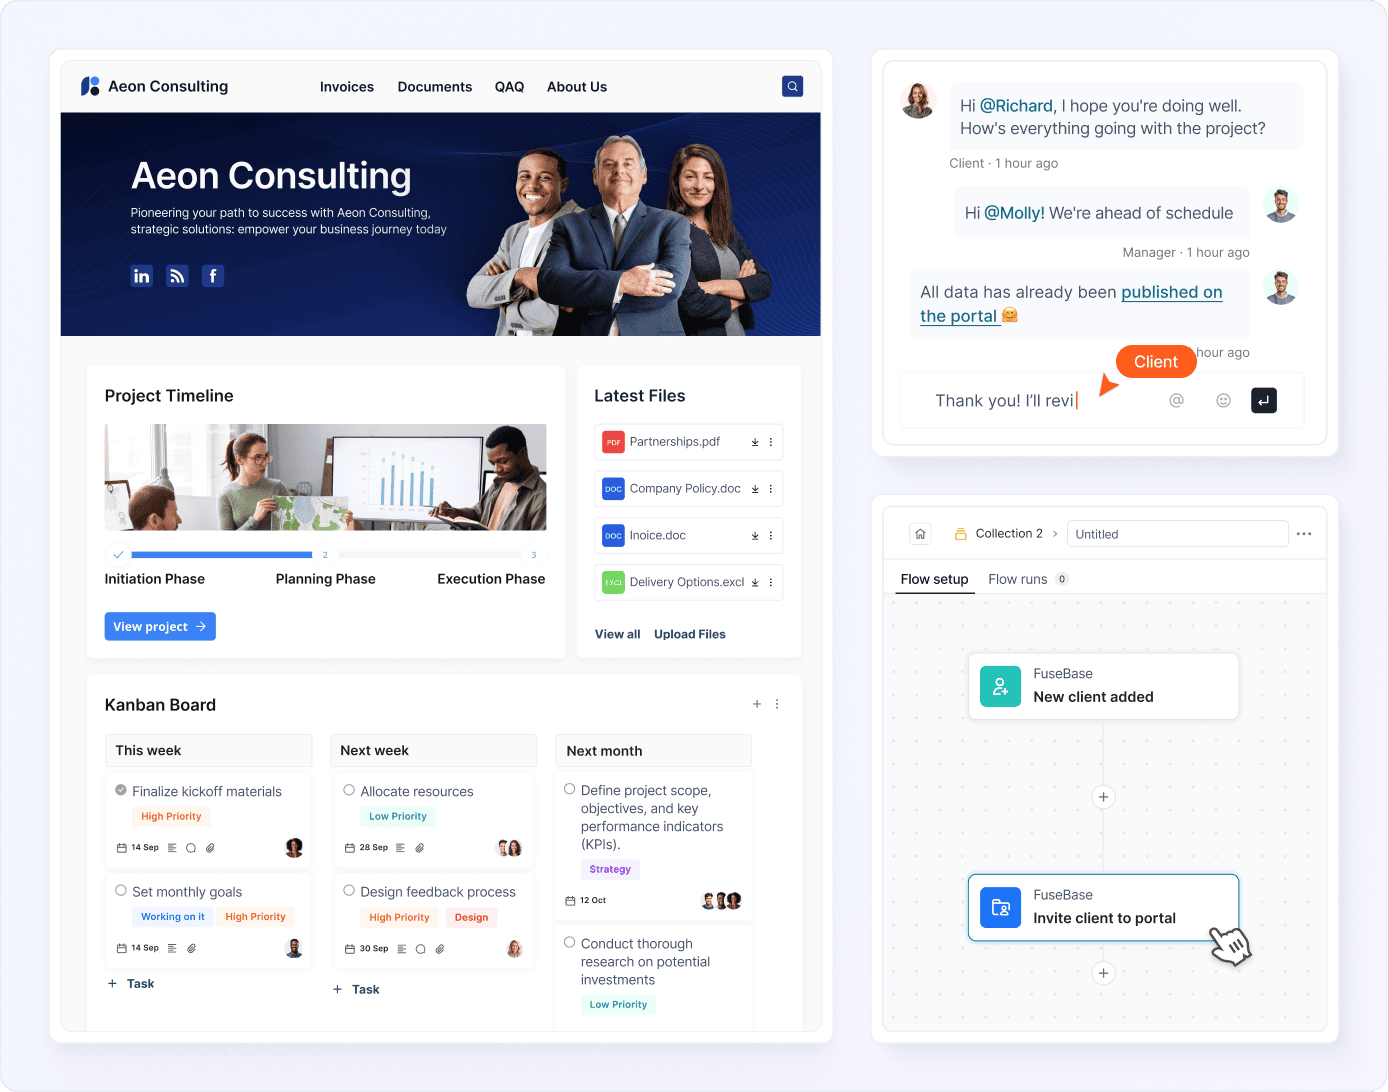 Aeon Consulting
Invoices
Documents
QAQ
About Us
Aeon Consulting
Pioneering your path to success with Aeon Consulting,
strategic solutions: empower your business journey today
in
f
Project Timeline
2
3
Initiation Phase
Planning Phase
Execution Phase
View project
Latest Files
PDF Partnerships.pdf
DOC Company Policy.doc
DOC Inoice.doc
EXCL Delivery Options.excl
View all
Upload Files
Kanban Board
This week
Finalize kickoff materials
High Priority
14 Sep
Set monthly goals
Working on it High Priority
14 Sep
+ Task
Next week
Allocate resources
Low Priority
28 Sep
Design feedback process
High Priority Design
30 Sep
+ Task
Next month
Define project scope,
objectives, and key
performance indicators
(KPIs).
Strategy
12 Oct
Conduct thorough
research on potential
investments
Low Priority
Hi @Richard, I hope you're doing well.
How's everything going with the project?
Client · 1 hour ago
Hi @Molly! We're ahead of schedule
Manager · 1 hour ago
All data has already been published on
the portal 🤗
hour ago
Client
Thank you! I'll revi
@
Collection 2 > Untitled
Flow setup
Flow runs 0
FuseBase
New client added
+
FuseBase
Invite client to portal
+